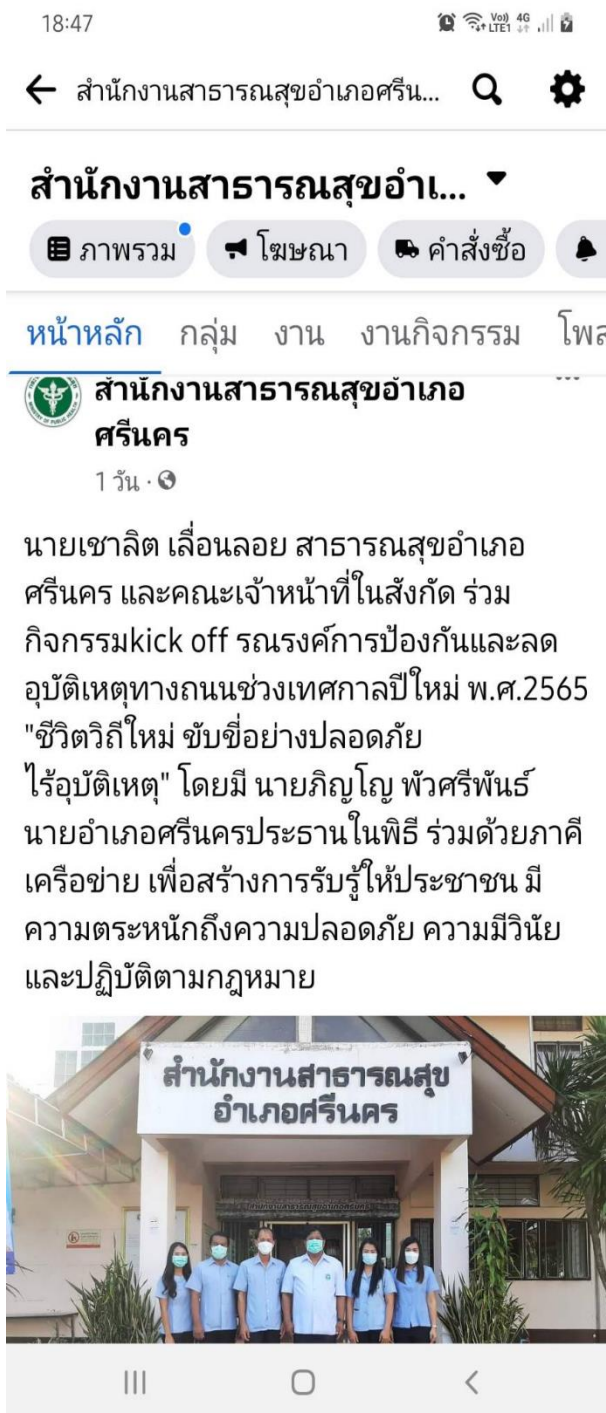 18:47
Vo)) 4G
LTE1
สำนักงานสาธารณสุขอำเภอศรีน...
สำนักงานสาธารณสุขอำเ...
ภาพรวม โฆษณา คำสั่งซื้อ
หน้าหลัก กลุ่ม งาน งานกิจกรรม โพส
สำนักงานสาธารณสุขอำเภอ
ศรีนคร
1 วัน ·
นายเชาลิต เลื่อนลอย สาธารณสุขอำเภอ
ศรีนคร และคณะเจ้าหน้าที่ในสังกัด ร่วม
กิจกรรมkick off รณรงค์การป้องกันและลด
อุบัติเหตุทางถนนช่วงเทศกาลปีใหม่ พ.ศ.2565
"ชีวิตวิถีใหม่ ขับขี่อย่างปลอดภัย
ไร้อุบัติเหตุ" โดยมี นายภิญโญ พัวศรีพันธ์
นายอำเภอศรีนครประธานในพิธี ร่วมด้วยภาคี
เครือข่าย เพื่อสร้างการรับรู้ให้ประชาชน มี
ความตระหนักถึงความปลอดภัย ความมีวินัย
และปฏิบัติตามกฎหมาย
สำนักงานสาธารณสุข
อำเภอศรีนคร